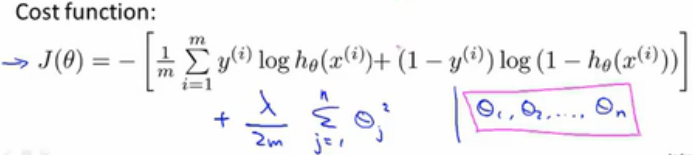 Cost function:
→ J(θ) = −[1/m Σ_{i=1}^{m} y^{(i)} log h_θ(x^{(i)}) + (1 − y^{(i)}) log (1 − h_θ(x^{(i)}))]
+ λ/2m Σ_{j=1}^{n} θ_j^2 | θ_1, θ_2, ...., θ_n